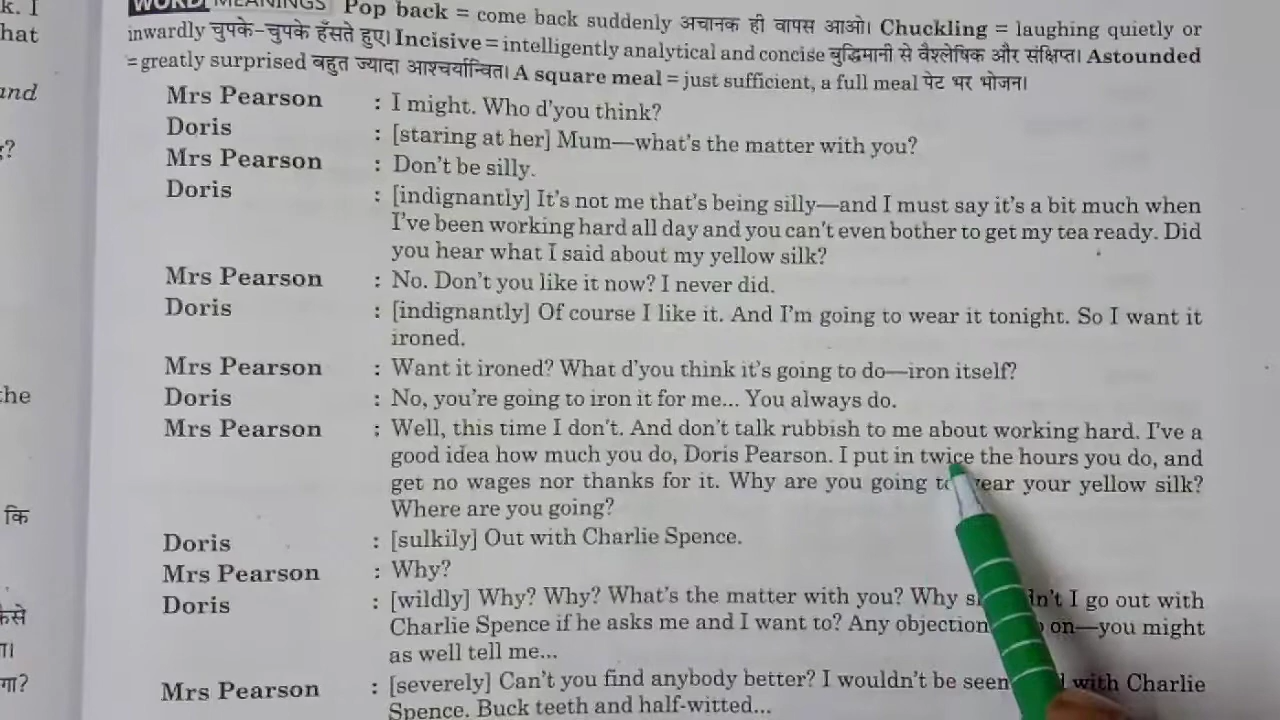 k. I
hat
and
?
he
कि
T।
गा?
WORD MEANINGS Pop back = come back suddenly अचानक ही वापस आओ। Chuckling = laughing quietly or
inwardly चुपके-चुपके हँसते हुए। Incisive = intelligently analytical and concise बुद्धिमानी से वैश्लेषिक और संक्षिप्त। Astounded
= greatly surprised बहुत ज्यादा आश्चर्यान्वित। A square meal = just sufficient, a full meal पेट भर भोजन।
Mrs Pearson : I might. Who d'you think?
Doris : [staring at her] Mum—what's the matter with you?
Mrs Pearson : Don't be silly.
Doris : [indignantly] It's not me that's being silly—and I must say it's a bit much when
I've been working hard all day and you can't even bother to get my tea ready. Did
you hear what I said about my yellow silk?
Mrs Pearson : No. Don't you like it now? I never did.
Doris : [indignantly] Of course I like it. And I'm going to wear it tonight. So I want it
ironed.
Mrs Pearson : Want it ironed? What d'you think it's going to do—iron itself?
Doris : No, you're going to iron it for me... You always do.
Mrs Pearson : Well, this time I don't. And don't talk rubbish to me about working hard. I've a
good idea how much you do, Doris Pearson. I put in twice the hours you do, and
get no wages nor thanks for it. Why are you going to wear your yellow silk?
Where are you going?
Doris : [sulkily] Out with Charlie Spence.
Mrs Pearson : Why?
Doris : [wildly] Why? Why? What's the matter with you? Why I go out with
Charlie Spence if he asks me and I want to? Any objection on—you might
as well tell me...
Mrs Pearson : [severely] Can't you find anybody better? I wouldn't be seen with Charlie
Spence. Buck teeth and half-witted...